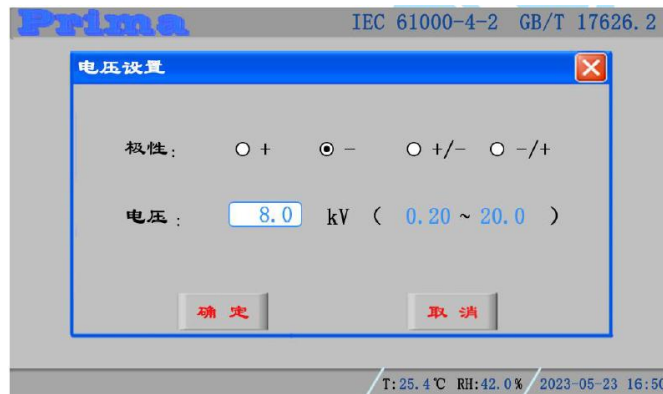 Prima IEC 61000-4-2 GB/T 17626.2
电压设置
极性: + - +/- -/+
电压: 8.0 kV ( 0.20 ~ 20.0 )
确 定 取 消
T:25.4℃ RH:42.0% 2023-05-23 16:50